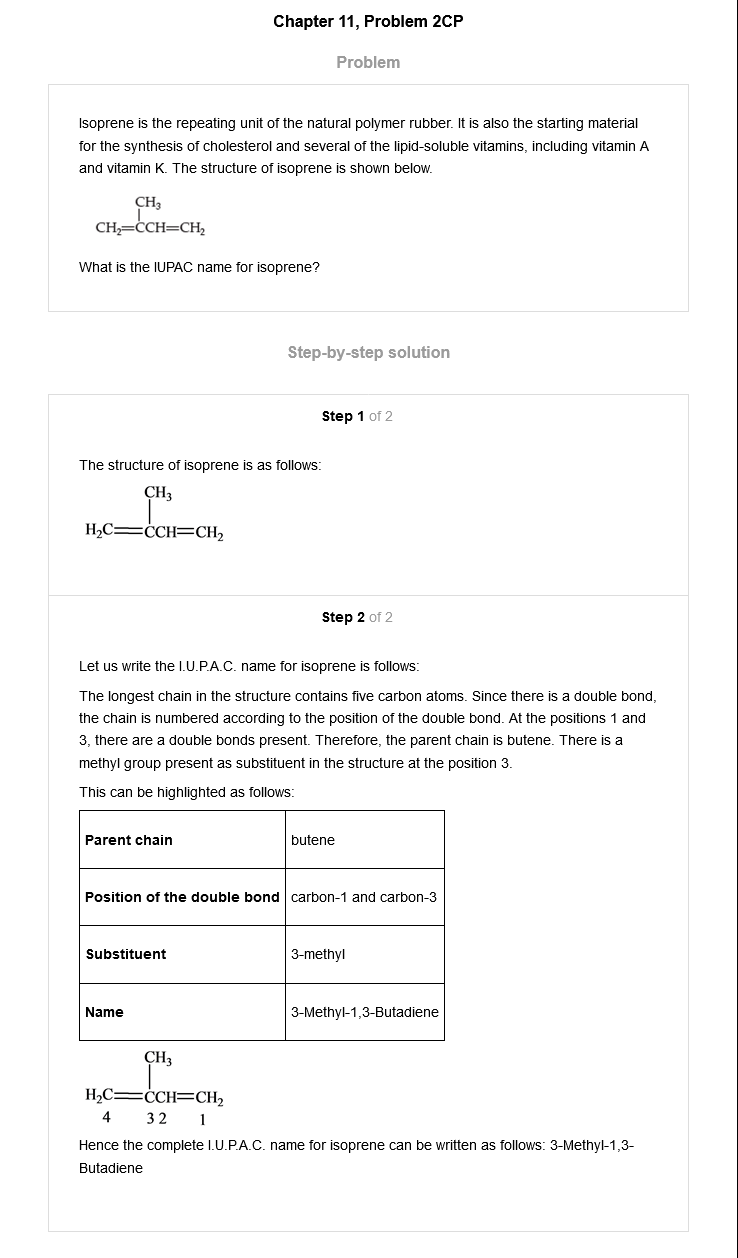 Chapter 11, Problem 2CP
Problem
Isoprene is the repeating unit of the natural polymer rubber. It is also the starting material
for the synthesis of cholesterol and several of the lipid-soluble vitamins, including vitamin A
and vitamin K. The structure of isoprene is shown below.
CH₃
CH₂=CCH=CH₂
What is the IUPAC name for isoprene?
Step-by-step solution
Step 1 of 2
The structure of isoprene is as follows:
CH₃
H₂C=CCH=CH₂
Step 2 of 2
Let us write the I.U.P.A.C. name for isoprene is follows:
The longest chain in the structure contains five carbon atoms. Since there is a double bond,
the chain is numbered according to the position of the double bond. At the positions 1 and
3, there are a double bonds present. Therefore, the parent chain is butene. There is a
methyl group present as substituent in the structure at the position 3.
This can be highlighted as follows:
Parent chain butene
Position of the double bond carbon-1 and carbon-3
Substituent 3-methyl
Name 3-Methyl-1,3-Butadiene
CH₃
H₂C=CCH=CH₂
4 3 2 1
Hence the complete I.U.P.A.C. name for isoprene can be written as follows: 3-Methyl-1,3-
Butadiene